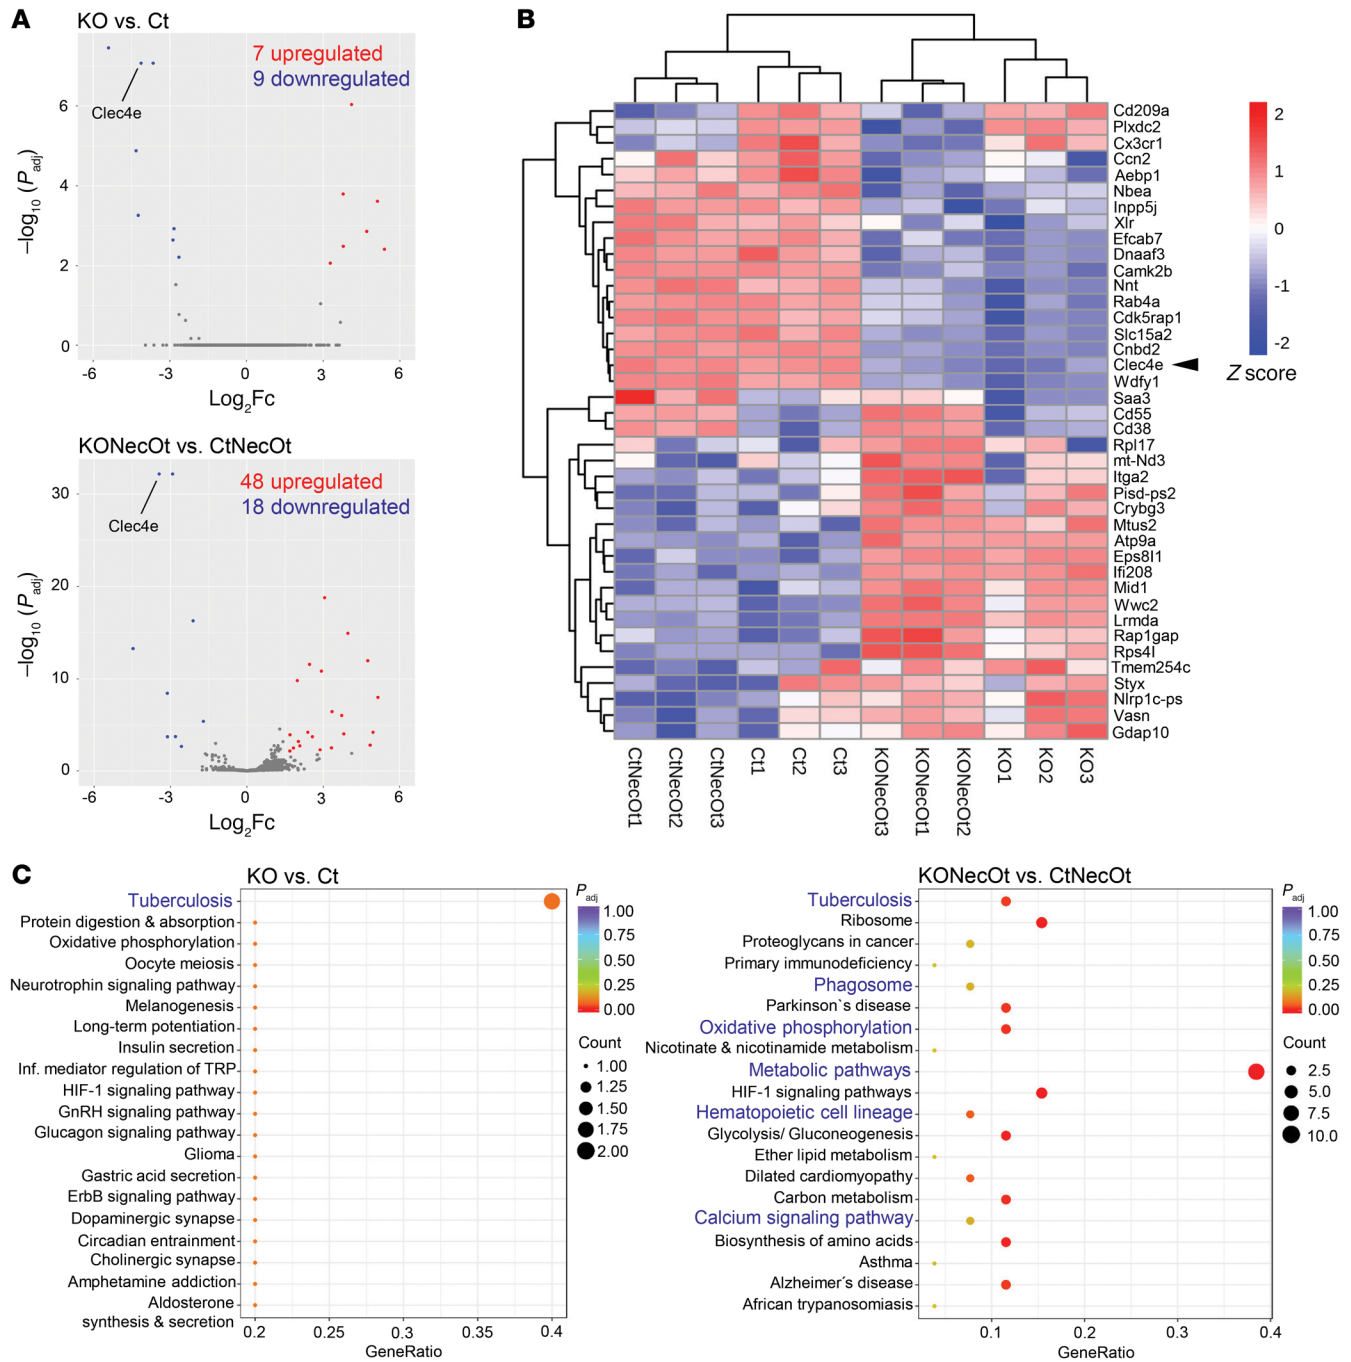 A
KO vs. Ct
7 upregulated
9 downregulated
Clec4e
–log10 (Padj)
6
4
2
0
-6
-3
0
3
6
Log2Fc
KONecOt vs. CtNecOt
48 upregulated
18 downregulated
Clec4e
–log10 (Padj)
30
20
10
0
-6
-3
0
3
6
Log2Fc
B
Cd209a
Plxdc2
Cx3cr1
Ccn2
Aebp1
Nbea
Inpp5j
Xlr
Efcab7
Dnaaf3
Camk2b
Nnt
Rab4a
Cdk5rap1
Slc15a2
Cnbd2
Clec4e
Wdfy1
Saa3
Cd55
Cd38
Rpl17
mt-Nd3
Itga2
Pisd-ps2
Crybg3
Mtus2
Atp9a
Eps8l1
Ifi208
Mid1
Wwc2
Lrmda
Rap1gap
Rps4l
Tmem254c
Styx
Nlrp1c-ps
Vasn
Gdap10
CtNecOt1
CtNecOt2
CtNecOt3
Ct1
Ct2
Ct3
KONecOt3
KONecOt1
KONecOt2
KO1
KO2
KO3
2
1
0
-1
-2
Z score
C
KO vs. Ct
Tuberculosis
Protein digestion & absorption
Oxidative phosphorylation
Oocyte meiosis
Neurotrophin signaling pathway
Melanogenesis
Long-term potentiation
Insulin secretion
Inf. mediator regulation of TRP
HIF-1 signaling pathway
GnRH signaling pathway
Glucagon signaling pathway
Glioma
Gastric acid secretion
ErbB signaling pathway
Dopaminergic synapse
Circadian entrainment
Cholinergic synapse
Amphetamine addiction
Aldosterone
synthesis & secretion
0.2
0.25
0.3
0.35
0.4
GeneRatio
Padj
1.00
0.75
0.50
0.25
0.00
Count
1.00
1.25
1.50
1.75
2.00
KONecOt vs. CtNecOt
Tuberculosis
Ribosome
Proteoglycans in cancer
Primary immunodeficiency
Phagosome
Parkinson`s disease
Oxidative phosphorylation
Nicotinate & nicotinamide metabolism
Metabolic pathways
HIF-1 signaling pathways
Hematopoietic cell lineage
Glycolysis/ Gluconeogenesis
Ether lipid metabolism
Dilated cardiomyopathy
Carbon metabolism
Calcium signaling pathway
Biosynthesis of amino acids
Asthma
Alzheimer´s disease
African trypanosomiasis
0.1
0.2
0.3
0.4
GeneRatio
Padj
1.00
0.75
0.50
0.25
0.00
Count
2.5
5.0
7.5
10.0